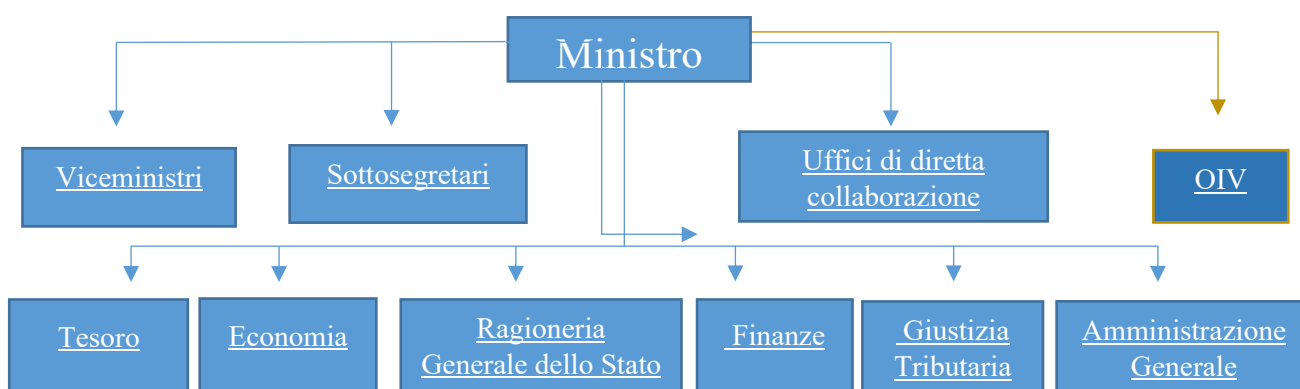 Ministro
Viceministri
Sottosegretari
Uffici di diretta
collaborazione
OIV
Tesoro
Economia
Ragioneria
Generale dello Stato
Finanze
Giustizia
Tributaria
Amministrazione
Generale